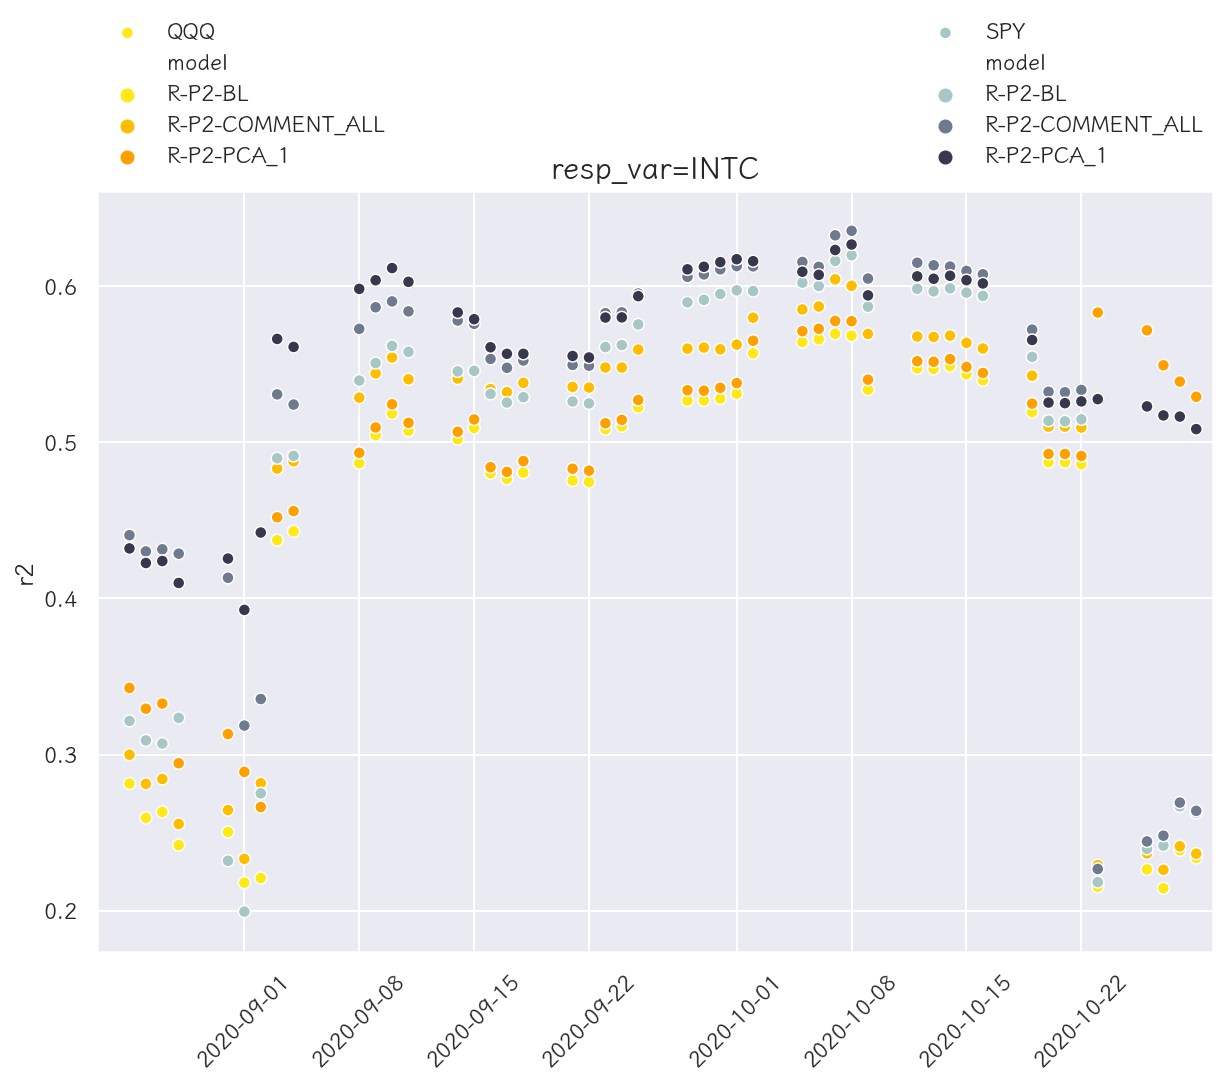 QQQ
model
R-P2-BL
R-P2-COMMENT_ALL
R-P2-PCA_1
SPY
model
R-P2-BL
R-P2-COMMENT_ALL
R-P2-PCA_1
resp_var=INTC
r2
0.6
0.5
0.4
0.3
0.2
2020-09-01
2020-09-08
2020-09-15
2020-09-22
2020-10-01
2020-10-08
2020-10-15
2020-10-22